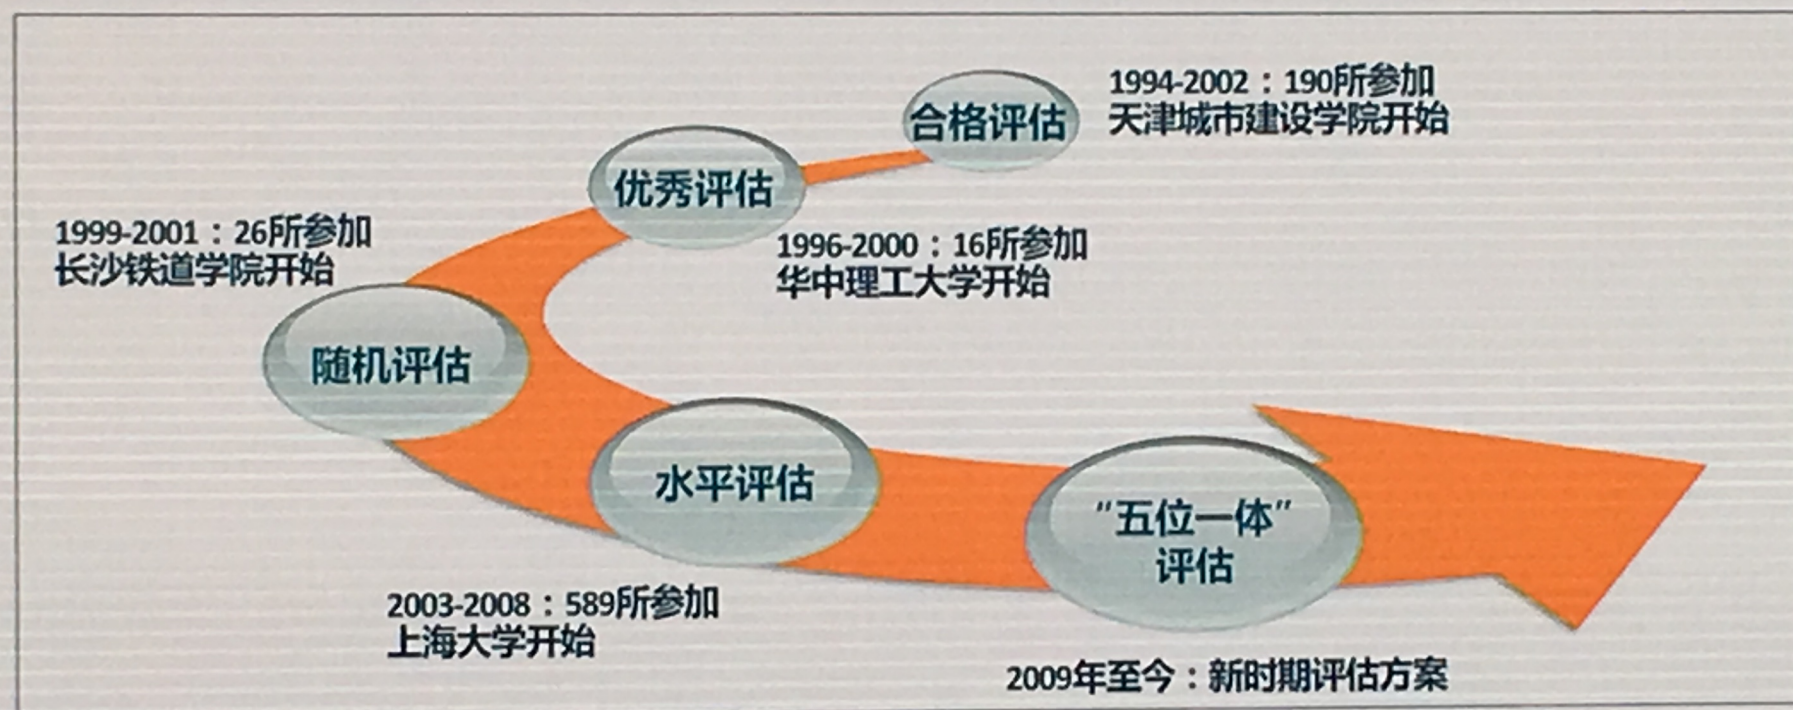 合格评估
1994-2002：190所参加
天津城市建设学院开始
优秀评估
1996-2000：16所参加
华中理工大学开始
1999-2001：26所参加
长沙铁道学院开始
随机评估
水平评估
2003-2008：589所参加
上海大学开始
“五位一体”
评估
2009年至今：新时期评估方案